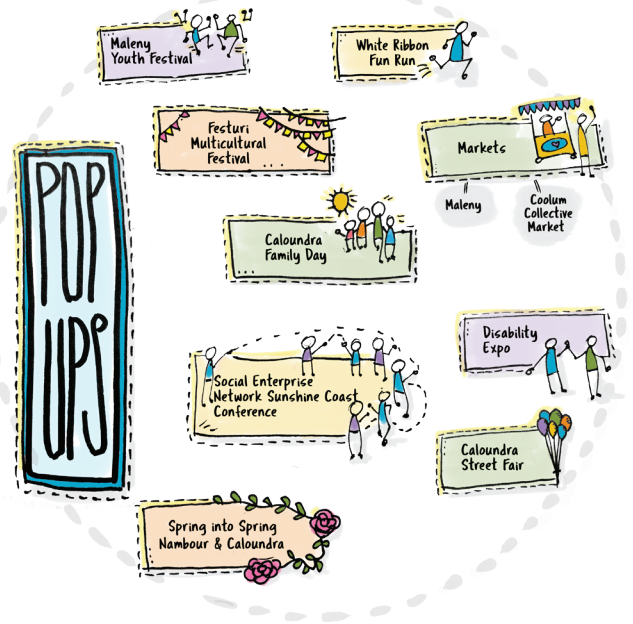 POP
UPS
Maleny
Youth Festival
White Ribbon
Fun Run
Festuri
Multicultural
Festival
Markets
Maleny
Coolum
Collective
Market
Caloundra
Family Day
Disability
Expo
Social Enterprise
Network Sunshine Coast
Conference
Caloundra
Street Fair
Spring into Spring
Nambour & Caloundra